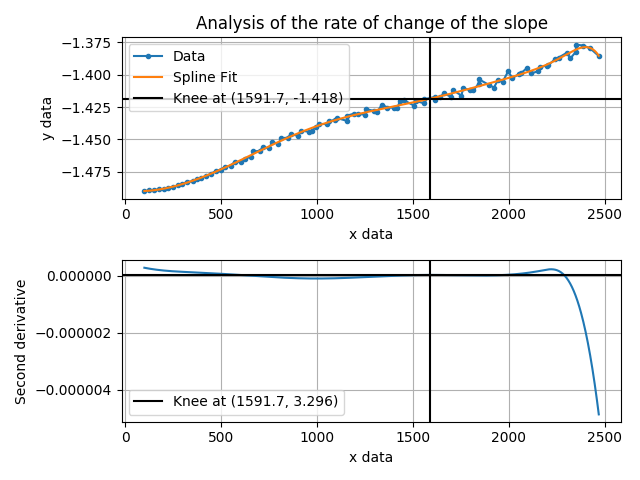 Analysis of the rate of change of the slope
−1.375
−1.400
−1.425
−1.450
−1.475
y data
Data
Spline Fit
Knee at (1591.7, -1.418)
0 500 1000 1500 2000 2500
x data
0.000000
−0.000002
−0.000004
Second derivative
Knee at (1591.7, 3.296)
0 500 1000 1500 2000 2500
x data